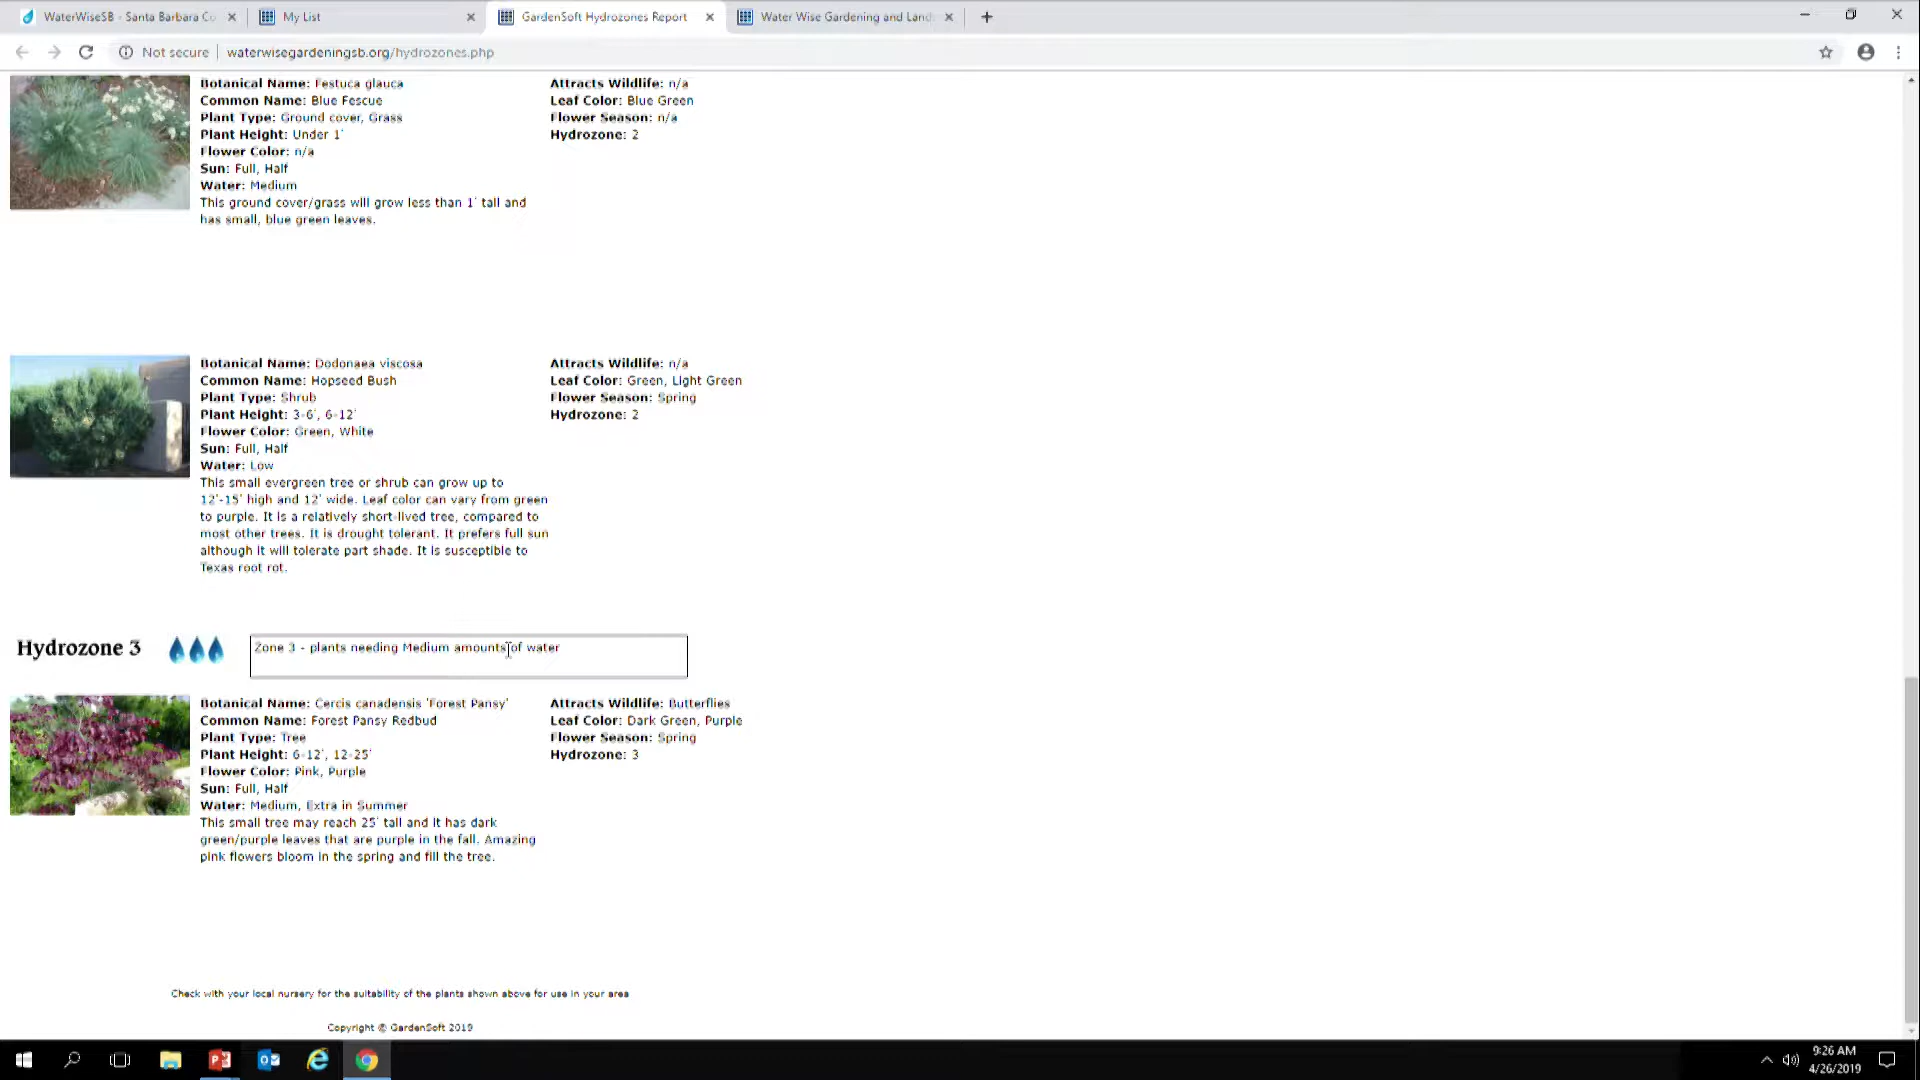 WaterWiseSB - Santa Barbara Co
My List
GardenSoft Hydrozones Report
Water Wise Gardening and Land
Not secure
waterwisegardeningsb.org/hydrozones.php
Botanical Name: Festuca glauca
Common Name: Blue Fescue
Plant Type: Ground cover, Grass
Plant Height: Under 1'
Flower Color: n/a
Sun: Full, Half
Water: Medium
This ground cover/grass will grow less than 1' tall and
has small, blue green leaves.
Attracts Wildlife: n/a
Leaf Color: Blue Green
Flower Season: n/a
Hydrozone: 2
Botanical Name: Dodonaea viscosa
Common Name: Hopseed Bush
Plant Type: Shrub
Plant Height: 3-6', 6-12'
Flower Color: Green, White
Sun: Full, Half
Water: Low
This small evergreen tree or shrub can grow up to
12'-15' high and 12' wide. Leaf color can vary from green
to purple. It is a relatively short-lived tree, compared to
most other trees. It is drought tolerant. It prefers full sun
although it will tolerate part shade. It is susceptible to
Texas root rot.
Attracts Wildlife: n/a
Leaf Color: Green, Light Green
Flower Season: Spring
Hydrozone: 2
Hydrozone 3
Zone 3 - plants needing Medium amounts of water
Botanical Name: Cercis canadensis 'Forest Pansy'
Common Name: Forest Pansy Redbud
Plant Type: Tree
Plant Height: 6-12', 12-25'
Flower Color: Pink, Purple
Sun: Full, Half
Water: Medium, Extra in Summer
This small tree may reach 25' tall and it has dark
green/purple leaves that are purple in the fall. Amazing
pink flowers bloom in the spring and fill the tree.
Attracts Wildlife: Butterflies
Leaf Color: Dark Green, Purple
Flower Season: Spring
Hydrozone: 3
Check with your local nursery for the suitability of the plants shown above for use in your area
Copyright © GardenSoft 2019
9:26 AM
4/26/2019